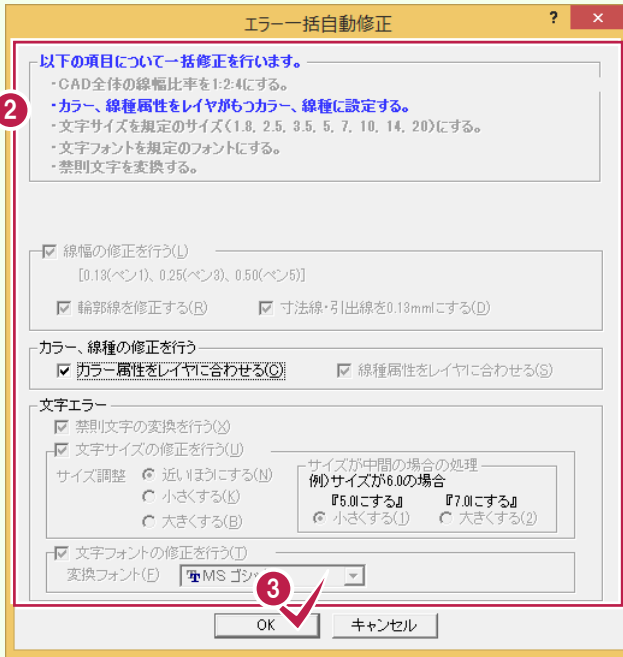 エラー一括自動修正
? ×
以下の項目について一括修正を行います。
・CAD全体の線幅比率を1:2:4にする。
2
・カラー、線種属性をレイヤがもつカラー、線種に設定する。
・文字サイズを規定のサイズ(1.8, 2.5, 3.5, 5, 7, 10, 14, 20)にする。
・文字フォントを規定のフォントにする。
・禁則文字を変換する。
線幅の修正を行う(L)
[0.13(ペン1)、0.25(ペン3)、0.50(ペン5)]
輪郭線を修正する(R) 寸法線・引出線を0.13mmにする(D)
カラー、線種の修正を行う
カラー属性をレイヤに合わせる(C) 線種属性をレイヤに合わせる(S)
文字エラー
禁則文字の変換を行う(X)
文字サイズの修正を行う(U)
サイズ調整 近いほうにする(N)
小さくする(K)
大きくする(B)
サイズが中間の場合の処理
例)サイズが6.0の場合
『5.0にする』 『7.0にする』
小さくする(1) 大きくする(2)
文字フォントの修正を行う(T)
変換フォント(F) MS ゴシ
3
OK キャンセル